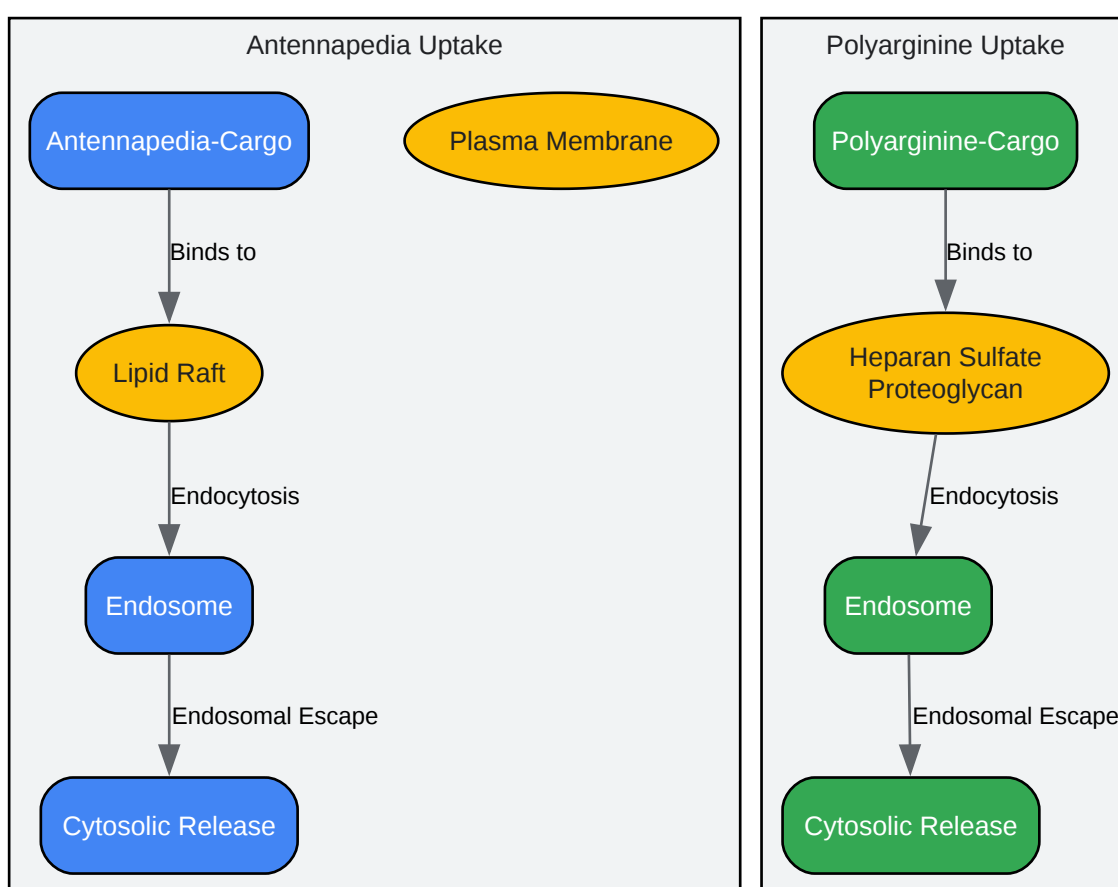 Antennapedia Uptake
Antennapedia-Cargo
Plasma Membrane
Binds to
Lipid Raft
Endocytosis
Endosome
Endosomal Escape
Cytosolic Release
Polyarginine Uptake
Polyarginine-Cargo
Binds to
Heparan Sulfate
Proteoglycan
Endocytosis
Endosome
Endosomal Escape
Cytosolic Release